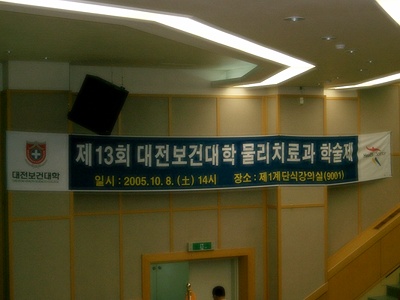 제13회 대전보건대학 물리치료과 학술제
일시 : 2005. 10. 8. (土) 14시 장소 : 제1계단식강의실(9001)
대전보건대학